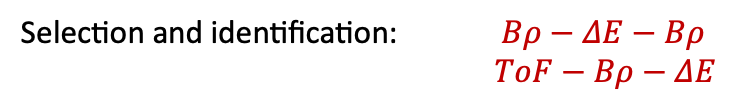 Selection and identification: Bρ – ΔE – Bρ
ToF – Bρ – ΔE